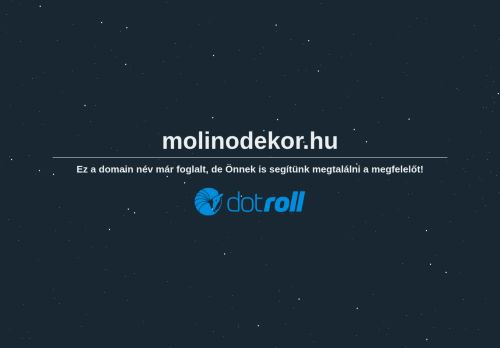 molinodekor.hu
Ez a domain név már foglalt, de Önnek is segítünk megtalálni a megfelelőt!
dotroll